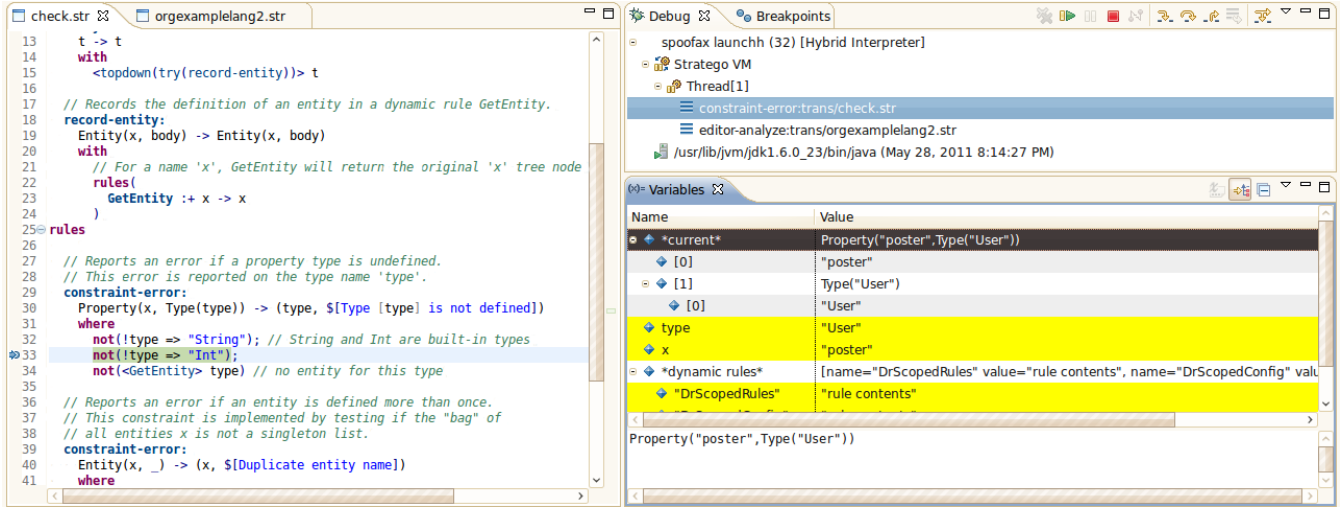 check.str
orgexamplelang2.str
13 t -> t
14 with
15 <topdown(try(record-entity))> t
16
17 // Records the definition of an entity in a dynamic rule GetEntity.
18 record-entity:
19 Entity(x, body) -> Entity(x, body)
20 with
21 // For a name 'x', GetEntity will return the original 'x' tree node
22 rules(
23 GetEntity :+ x -> x
24 )
25 rules
26
27 // Reports an error if a property type is undefined.
28 // This error is reported on the type name 'type'.
29 constraint-error:
30 Property(x, Type(type)) -> (type, $[Type [type] is not defined])
31 where
32 not(!type => "String"); // String and Int are built-in types
33 not(!type => "Int");
34 not(<GetEntity> type) // no entity for this type
35
36 // Reports an error if an entity is defined more than once.
37 // This constraint is implemented by testing if the "bag" of
38 // all entities x is not a singleton list.
39 constraint-error:
40 Entity(x, _) -> (x, $[Duplicate entity name])
41 where
Debug
Breakpoints
spoofax launchh (32) [Hybrid Interpreter]
Stratego VM
Thread[1]
constraint-error:trans/check.str
editor-analyze:trans/orgexamplelang2.str
/usr/lib/jvm/jdk1.6.0_23/bin/java (May 28, 2011 8:14:27 PM)
(x)= Variables
Name Value
*current* Property("poster",Type("User"))
[0] "poster"
[1] Type("User")
[0] "User"
type "User"
x "poster"
*dynamic rules* [name="DrScopedRules" value="rule contents", name="DrScopedConfig" valu
"DrScopedRules" "rule contents"
Property("poster",Type("User"))